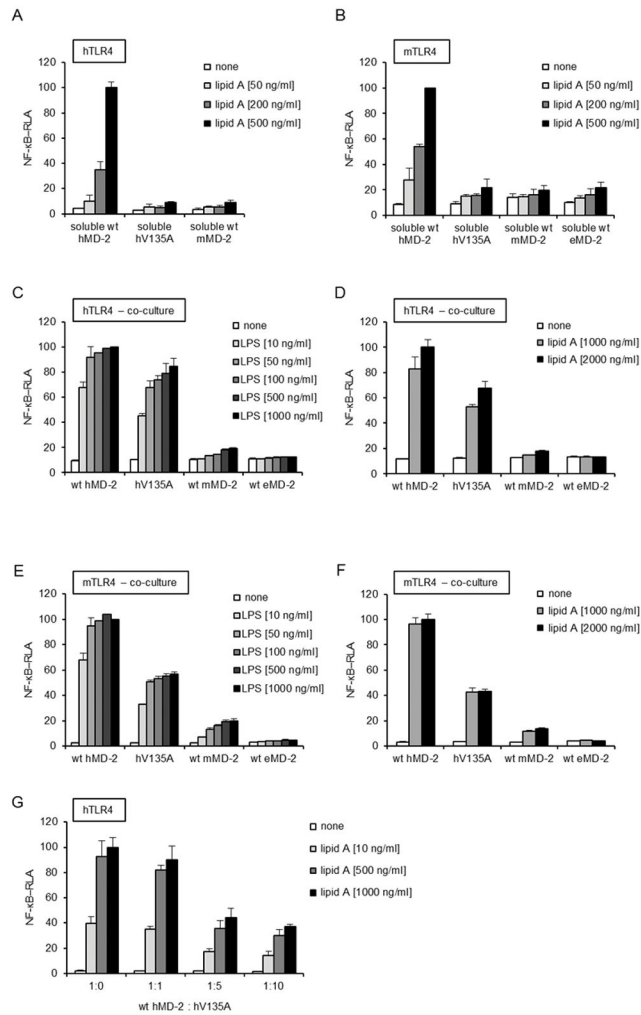 A
hTLR4
NF-κB–RLA
120
100
80
60
40
20
0
none
lipid A [50 ng/ml]
lipid A [200 ng/ml]
lipid A [500 ng/ml]
soluble wt soluble soluble wt
hMD-2 hV135A mMD-2
B
mTLR4
NF-κB–RLA
120
100
80
60
40
20
0
none
lipid A [50 ng/ml]
lipid A [200 ng/ml]
lipid A [500 ng/ml]
soluble wt soluble soluble wt soluble wt
hMD-2 hV135A mMD-2 eMD-2
C
hTLR4 – co-culture
NF-κB–RLA
120
100
80
60
40
20
0
none
LPS [10 ng/ml]
LPS [50 ng/ml]
LPS [100 ng/ml]
LPS [500 ng/ml]
LPS [1000 ng/ml]
wt hMD-2 hV135A wt mMD-2 wt eMD-2
D
hTLR4 – co-culture
NF-κB–RLA
120
100
80
60
40
20
0
none
lipid A [1000 ng/ml]
lipid A [2000 ng/ml]
wt hMD-2 hV135A wt mMD-2 wt eMD-2
E
mTLR4 – co-culture
NF-κB–RLA
120
100
80
60
40
20
0
none
LPS [10 ng/ml]
LPS [50 ng/ml]
LPS [100 ng/ml]
LPS [500 ng/ml]
LPS [1000 ng/ml]
wt hMD-2 hV135A wt mMD-2 wt eMD-2
F
mTLR4 – co-culture
NF-κB–RLA
120
100
80
60
40
20
0
none
lipid A [1000 ng/ml]
lipid A [2000 ng/ml]
wt hMD-2 hV135A wt mMD-2 wt eMD-2
G
hTLR4
NF-κB–RLA
120
100
80
60
40
20
0
none
lipid A [10 ng/ml]
lipid A [500 ng/ml]
lipid A [1000 ng/ml]
1:0 1:1 1:5 1:10
wt hMD-2 : hV135A